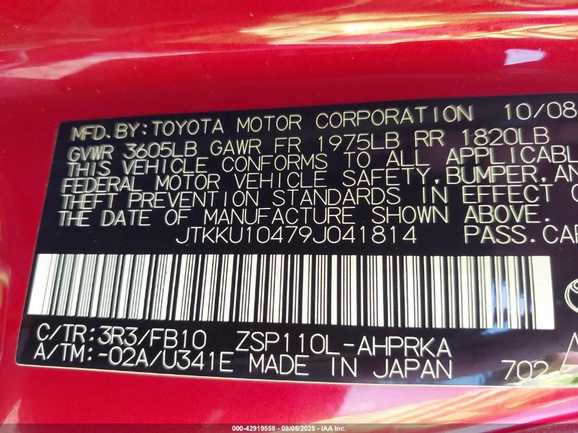 MFD. BY: TOYOTA MOTOR CORPORATION 10/08
GVWR 3605LB GAWR FR 1975LB RR 1820LB
THIS VEHICLE CONFORMS TO ALL APPLICABL
FEDERAL MOTOR VEHICLE SAFETY, BUMPER, AN
THEFT PREVENTION STANDARDS IN EFFECT O
THE DATE OF MANUFACTURE SHOWN ABOVE.
JTKKU10479J041814 PASS.CAR
C/TR: 3R3/FB10 ZSP110L-AHPRKA
A/TM: -02A/U341E MADE IN JAPAN 702
000-42919558 - 08/05/2025 - IAA Inc.